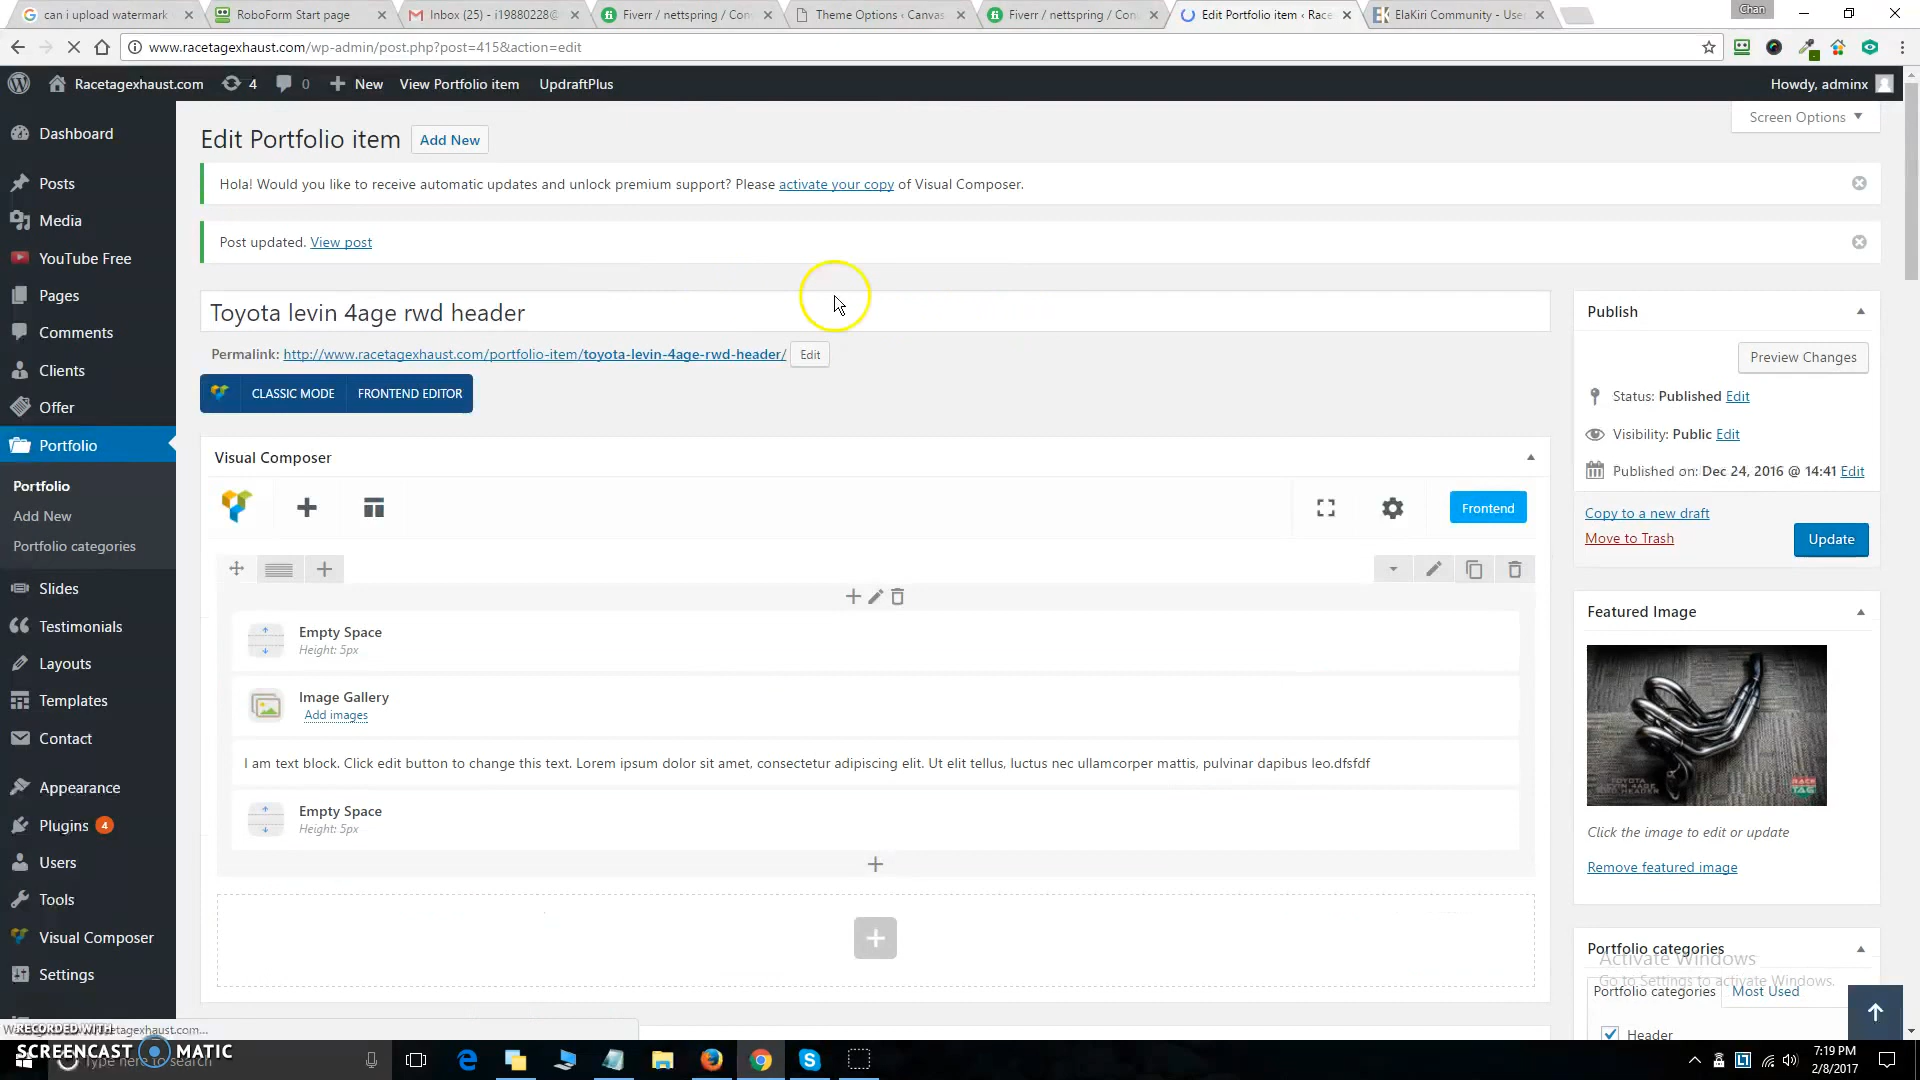 can i upload watermark
RoboForm Start page
Inbox (25) - i19880228@
Fiverr / nettspring / Con
Theme Options ‹ Canvas
Fiverr / nettspring / Con
Edit Portfolio item ‹ Race
ElaKiri Community - Use
Chan
www.racetagexhaust.com/wp-admin/post.php?post=415&action=edit
Racetagexhaust.com 4 0 New View Portfolio item UpdraftPlus Howdy, adminx
Screen Options
Edit Portfolio item Add New
Hola! Would you like to receive automatic updates and unlock premium support? Please activate your copy of Visual Composer.
Post updated. View post
Toyota levin 4age rwd header
Permalink: http://www.racetagexhaust.com/portfolio-item/toyota-levin-4age-rwd-header/ Edit
CLASSIC MODE FRONTEND EDITOR
Visual Composer
Frontend
Empty Space
Height: 5px
Image Gallery
Add images
I am text block. Click edit button to change this text. Lorem ipsum dolor sit amet, consectetur adipiscing elit. Ut elit tellus, luctus nec ullamcorper mattis, pulvinar dapibus leo.dfsfdf
Empty Space
Height: 5px
Dashboard
Posts
Media
YouTube Free
Pages
Comments
Clients
Offer
Portfolio
Portfolio
Add New
Portfolio categories
Slides
Testimonials
Layouts
Templates
Contact
Appearance
Plugins 4
Users
Tools
Visual Composer
Settings
Publish
Preview Changes
Status: Published Edit
Visibility: Public Edit
Published on: Dec 24, 2016 @ 14:41 Edit
Copy to a new draft
Move to Trash
Update
Featured Image
TOYOTA
LEVIN 4AGE
RWD HEADER
RACE
TAG
Click the image to edit or update
Remove featured image
Portfolio categories
Activate Windows
Go to Settings to activate Windows.
Portfolio categories Most Used
Header
RECORDED WITH
SCREENCAST MATIC
Type here to search
7:19 PM
2/8/2017